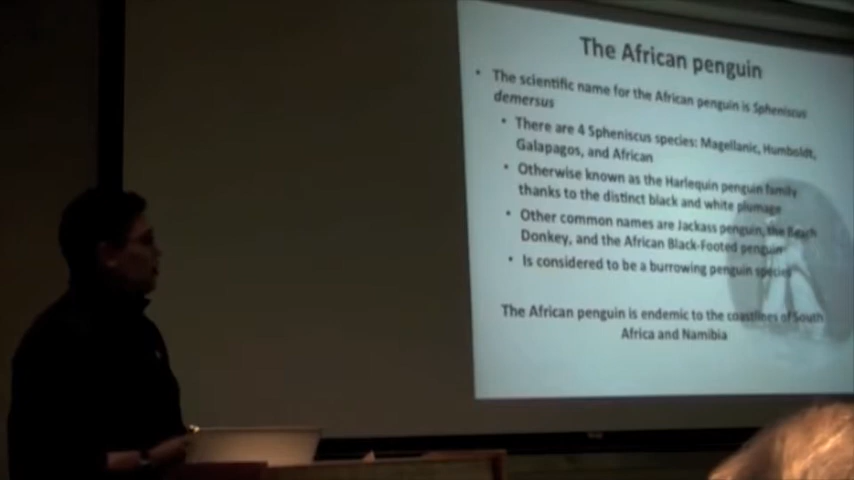 The African penguin
• The scientific name for the African penguin is Spheniscus
demersus
• There are 4 Spheniscus species: Magellanic, Humboldt,
Galapagos, and African
• Otherwise known as the Harlequin penguin family
thanks to the distinct black and white plumage
• Other common names are Jackass penguin, the Beach
Donkey, and the African Black-Footed penguin
• Is considered to be a burrowing penguin species
The African penguin is endemic to the coastlines of South
Africa and Namibia